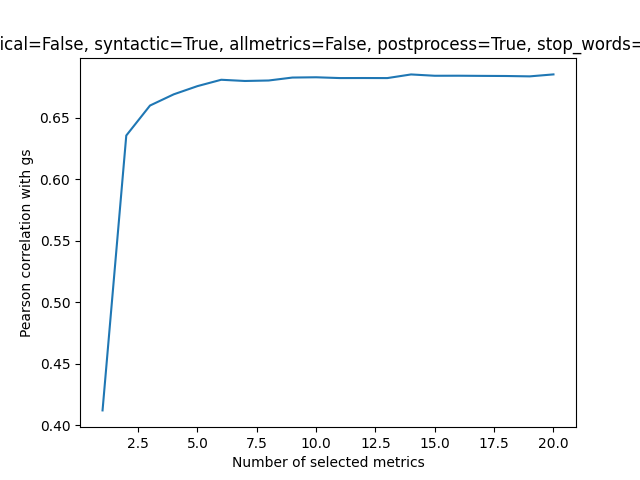 ical=False, syntactic=True, allmetrics=False, postprocess=True, stop_words=
0.65
0.60
0.55
0.50
0.45
0.40
Pearson correlation with gs
2.5 5.0 7.5 10.0 12.5 15.0 17.5 20.0
Number of selected metrics